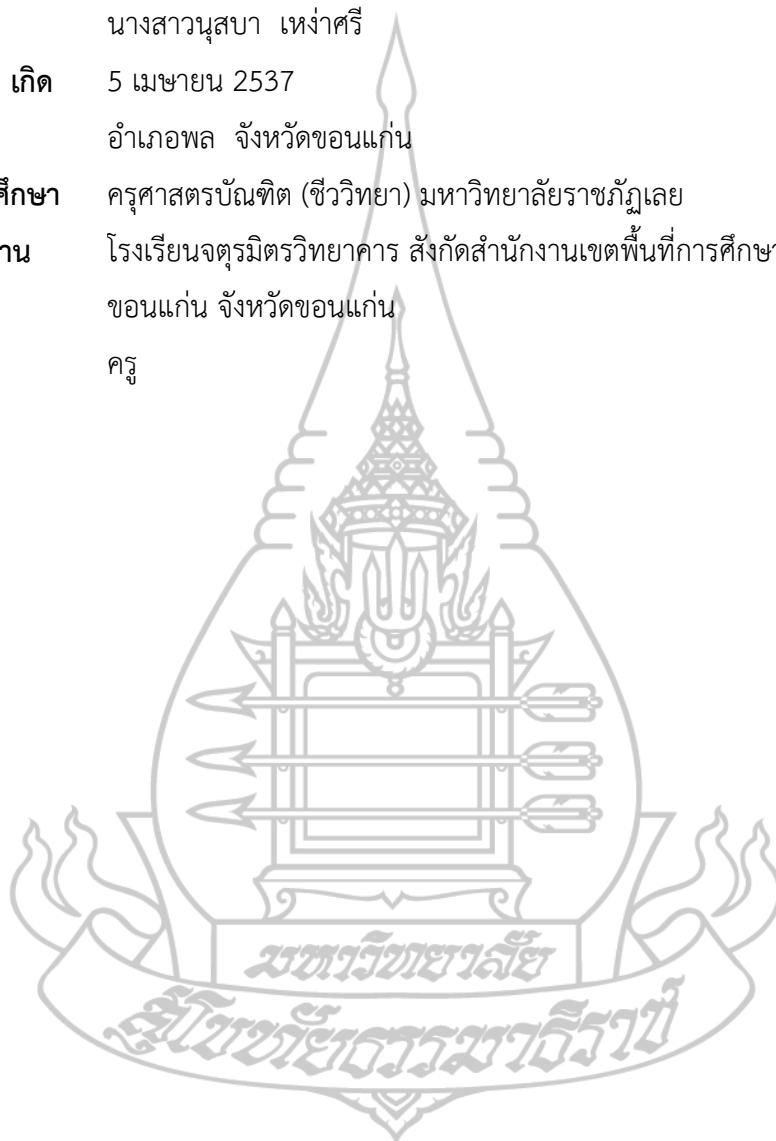 นางสาวนุสบา เหง่าศรี
เกิด 5 เมษายน 2537
อำเภอพล จังหวัดขอนแก่น
ศึกษา ครุศาสตรบัณฑิต (ชีววิทยา) มหาวิทยาลัยราชภัฏเลย
าน โรงเรียนจตุรมิตรวิทยาคาร สังกัดสำนักงานเขตพื้นที่การศึกษา
ขอนแก่น จังหวัดขอนแก่น
ครู
มหาวิทยาลัย
สุโขทัยธรรมาธิราช